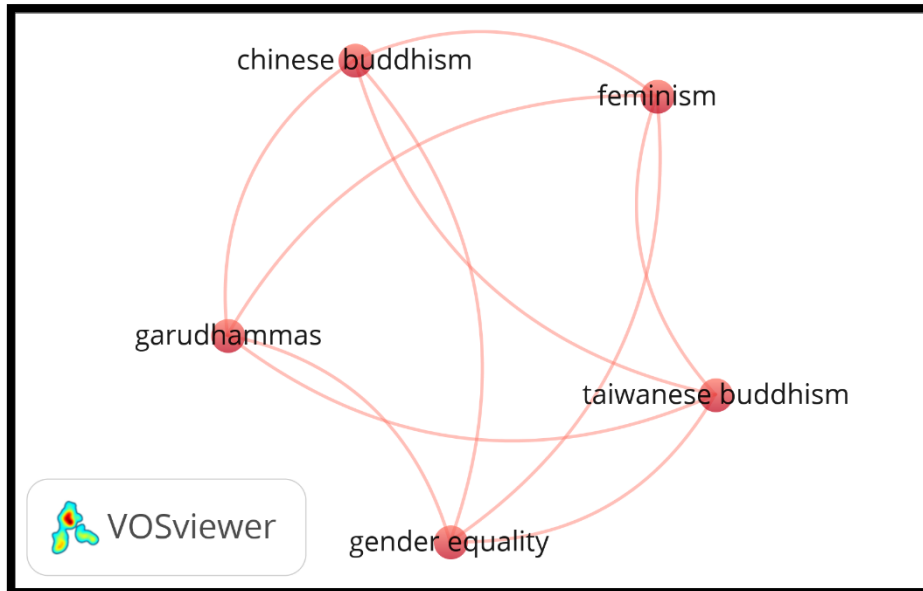 chinese buddhism
feminism
garudhammas
taiwanese buddhism
gender equality
VOSviewer